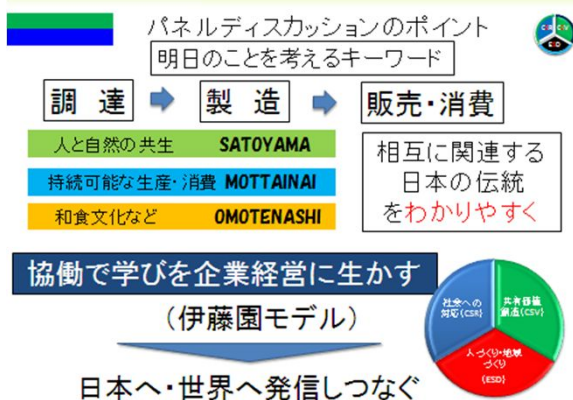 パネルディスカッションのポイント
明日のことを考えるキーワード
調 達
製 造
販売・消費
人と自然の共生 SATOYAMA
持続可能な生産・消費 MOTTAINAI
和食文化など OMOTENASHI
相互に関連する
日本の伝統
をわかりやすく
協働で学びを企業経営に生かす
(伊藤園モデル)
日本へ・世界へ発信しつなぐ
社会への
対応(CSR)
共有価値
創造(CSV)
人づくり・地域
づくり
(ESD)